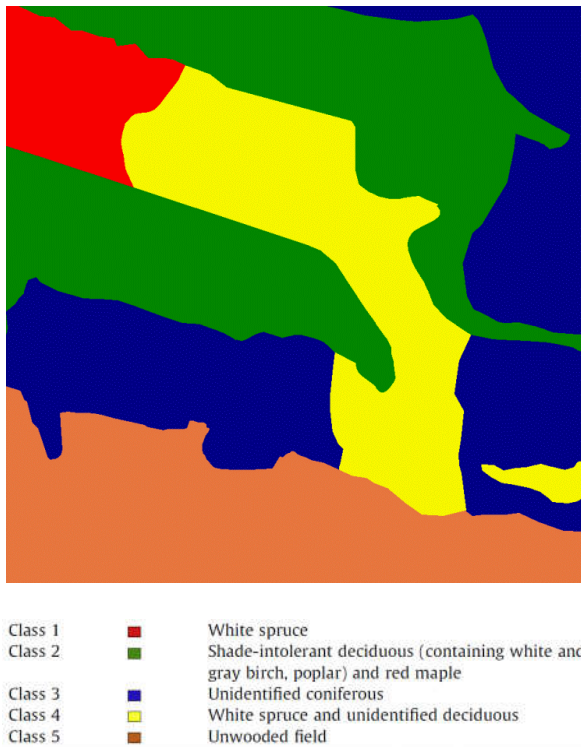 Class 1 White spruce
Class 2 Shade-intolerant deciduous (containing white and
gray birch, poplar) and red maple
Class 3 Unidentified coniferous
Class 4 White spruce and unidentified deciduous
Class 5 Unwooded field